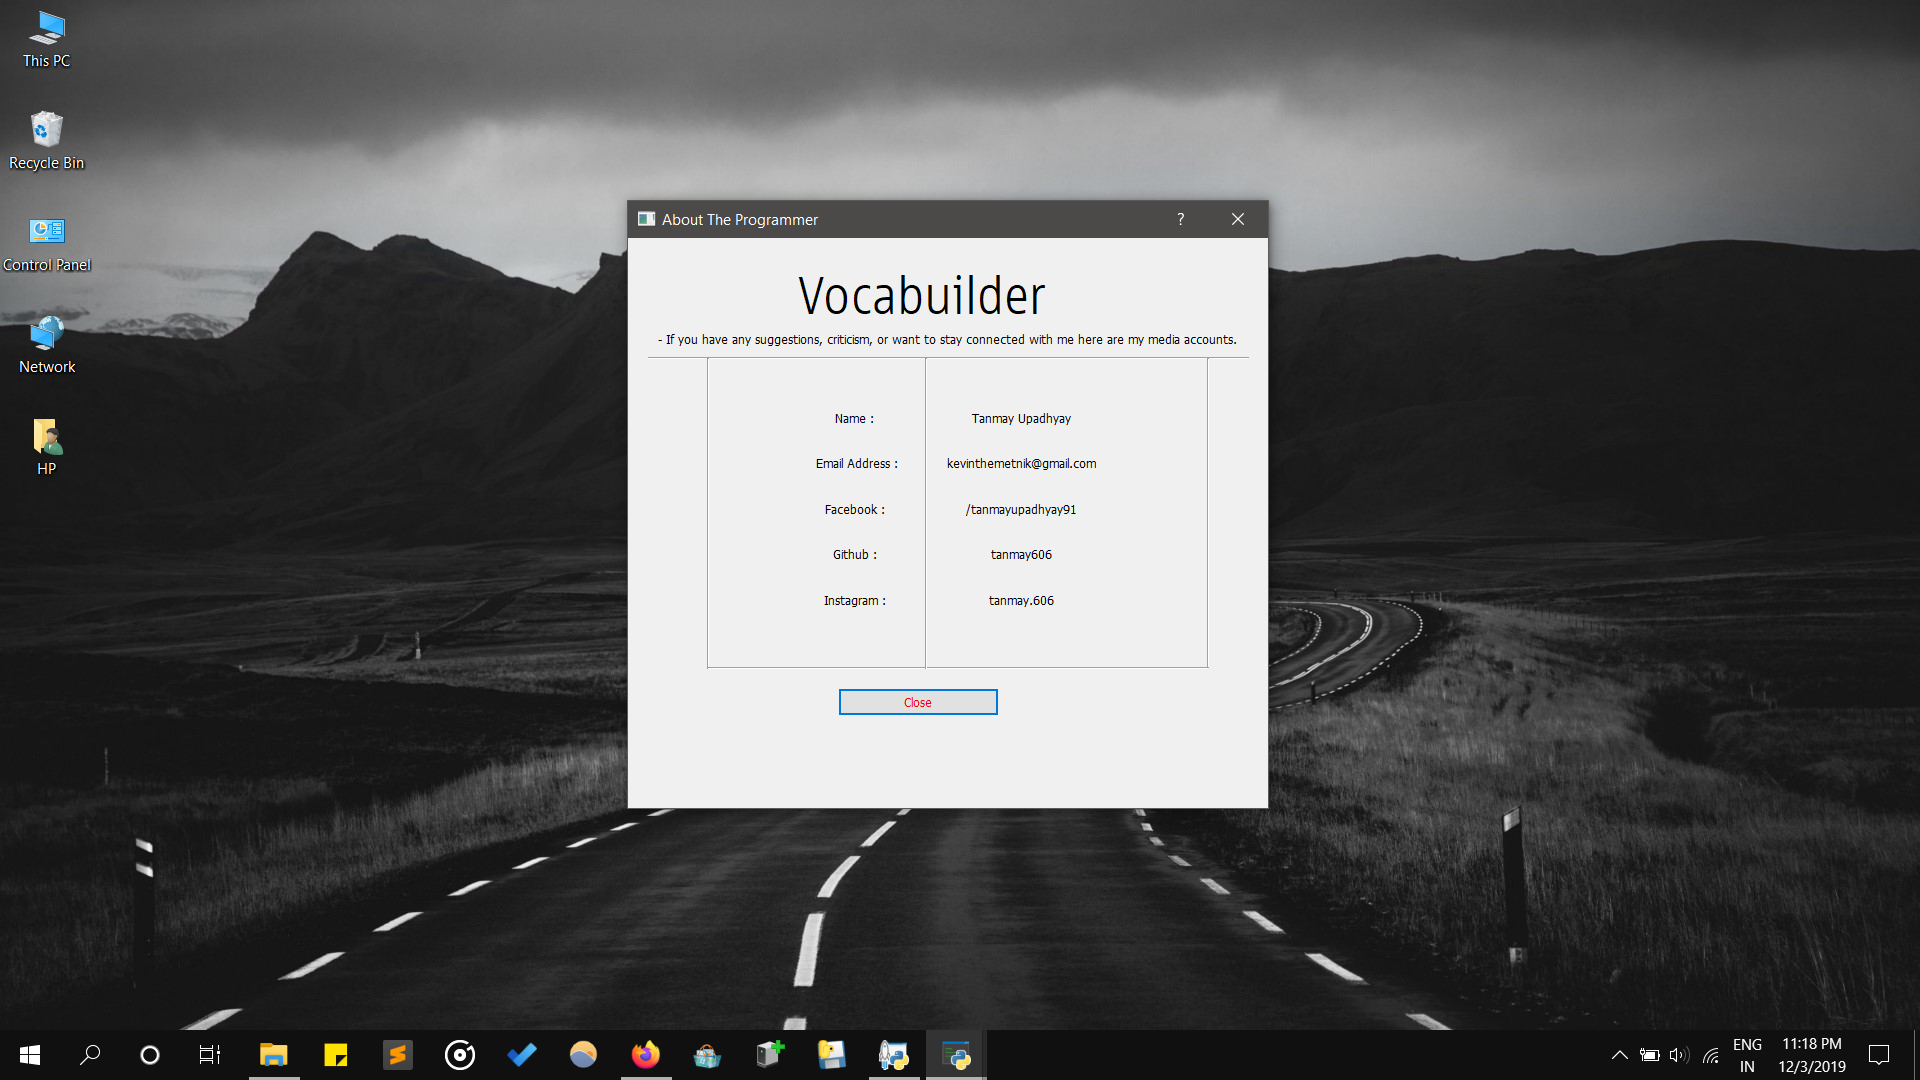 This PC
Recycle Bin
Control Panel
Network
HP
About The Programmer
?
Vocabuilder
- If you have any suggestions, criticism, or want to stay connected with me here are my media accounts.
Name : Tanmay Upadhyay
Email Address : kevinthemetnik@gmail.com
Facebook : /tanmayupadhyay91
Github : tanmay606
Instagram : tanmay.606
Close
ENG 11:18 PM
IN 12/3/2019